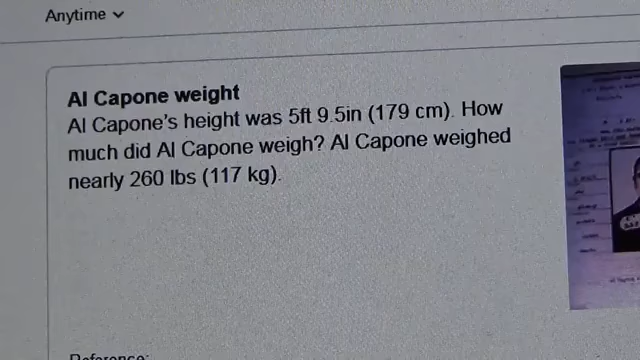 Anytime
Al Capone weight
Al Capone's height was 5ft 9.5in (179 cm). How
much did Al Capone weigh? Al Capone weighed
nearly 260 lbs (117 kg).
Reference: